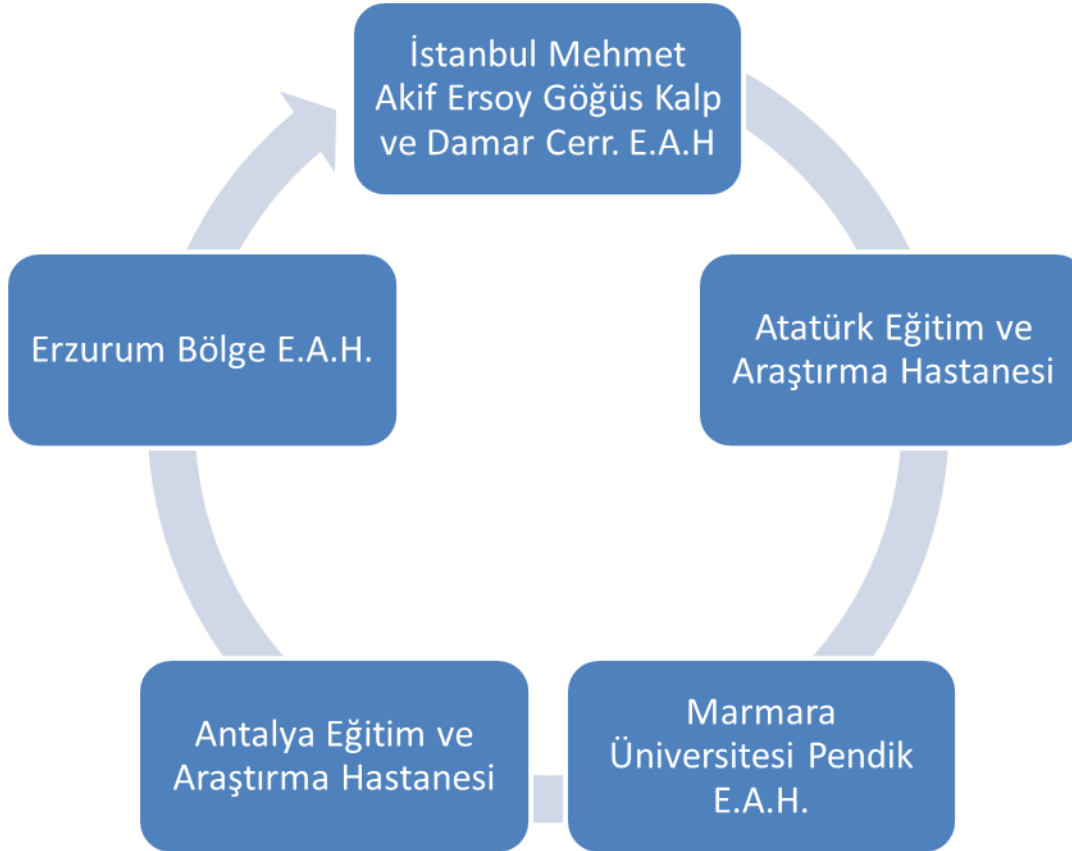 İstanbul Mehmet
Akif Ersoy Göğüs Kalp
ve Damar Cerr. E.A.H
Atatürk Eğitim ve
Araştırma Hastanesi
Marmara
Üniversitesi Pendik
E.A.H.
Antalya Eğitim ve
Araştırma Hastanesi
Erzurum Bölge E.A.H.